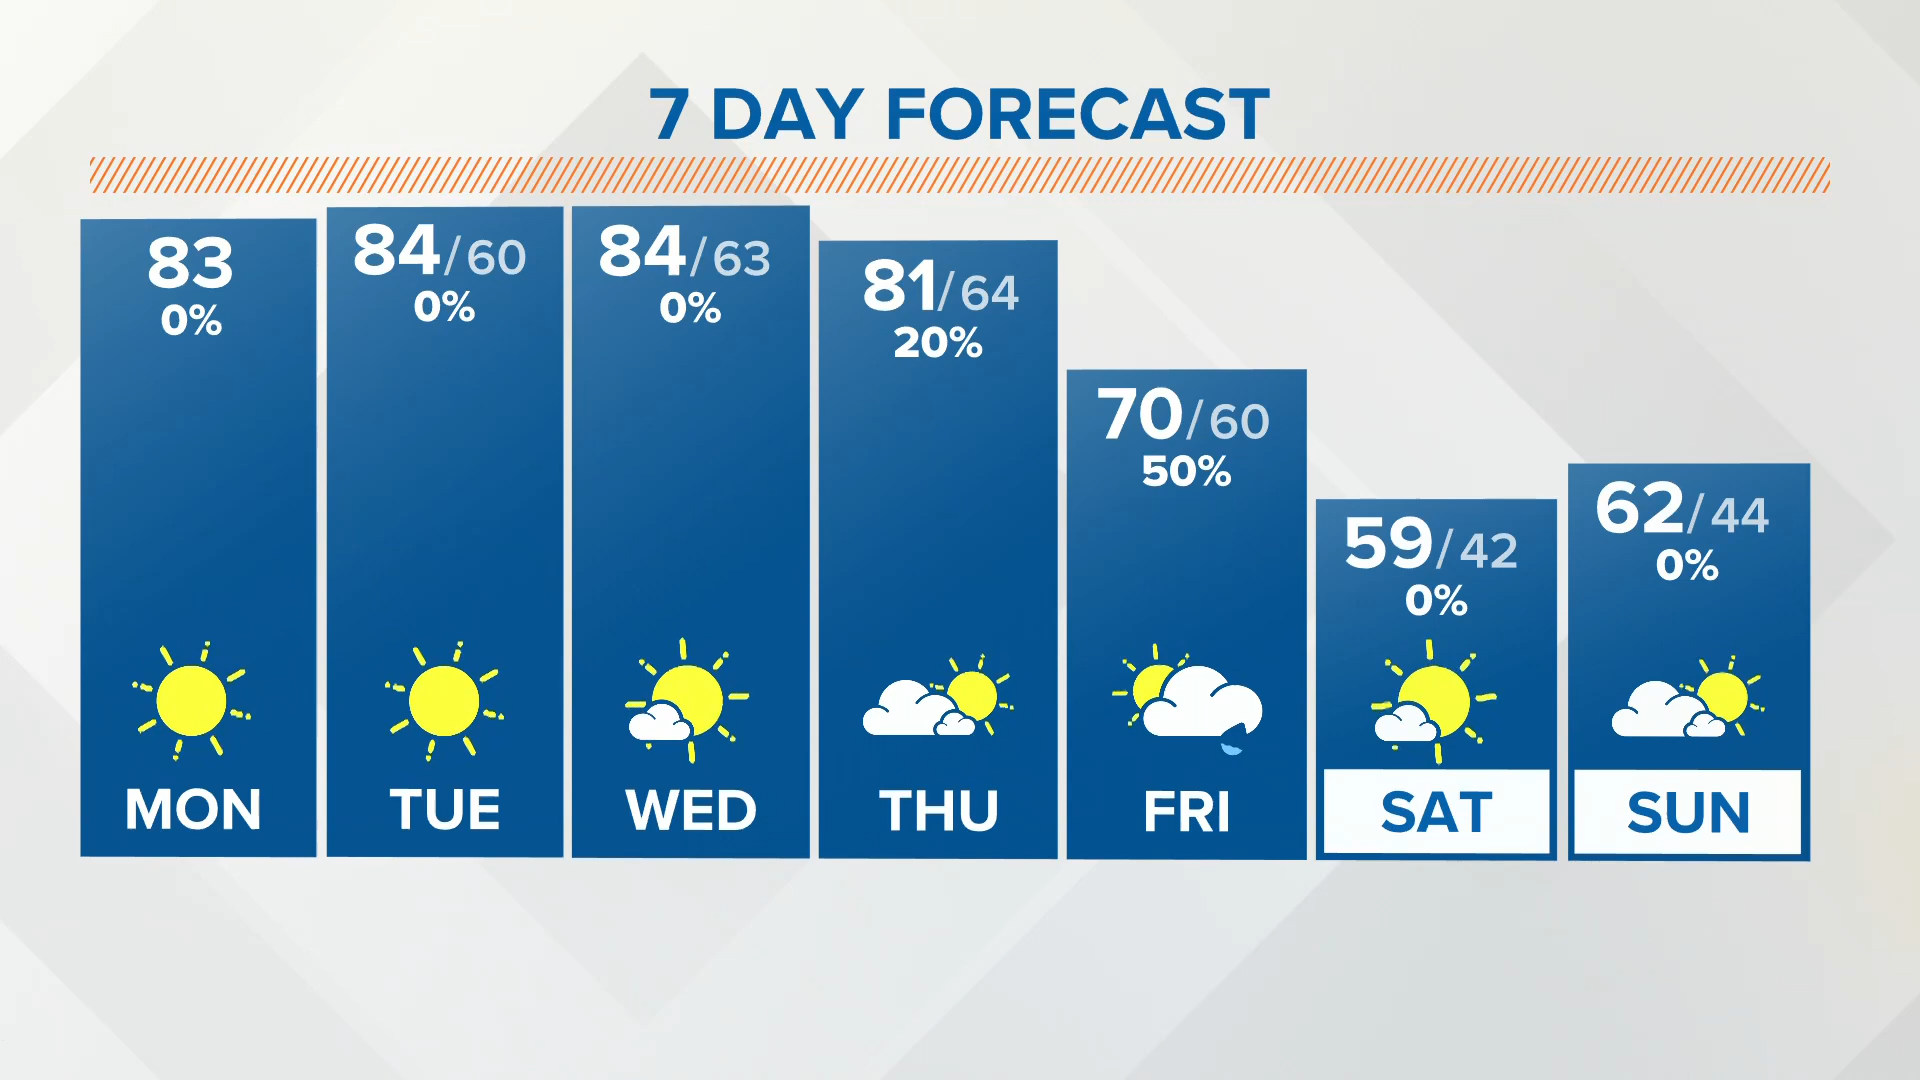 7 DAY FORECAST
83
0%
MON
84/60
0%
TUE
84/63
0%
WED
81/64
20%
THU
70/60
50%
FRI
59/42
0%
SAT
62/44
0%
SUN